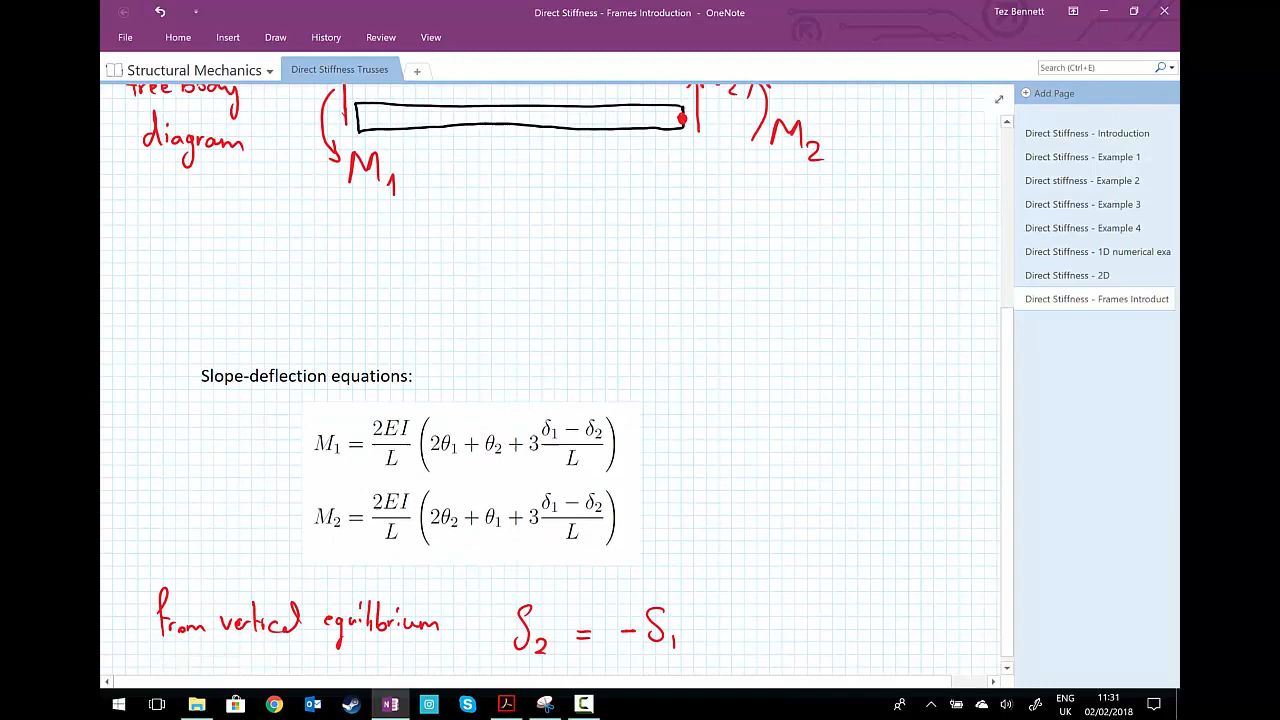 Direct Stiffness - Frames Introduction - OneNote
Tez Bennett
File Home Insert Draw History Review View
Structural Mechanics
Direct Stiffness Trusses
Search (Ctrl+E)
Add Page
Direct Stiffness - Introduction
Direct Stiffness - Example 1
Direct stiffness - Example 2
Direct Stiffness - Example 3
Direct Stiffness - Example 4
Direct Stiffness - 1D numerical exa
Direct Stiffness - 2D
Direct Stiffness - Frames Introduct
free body
diagram
M₁
M₂
Slope-deflection equations:
M₁ = 2EI/L (2θ₁ + θ₂ + 3 (δ₁ − δ₂)/L)
M₂ = 2EI/L (2θ₂ + θ₁ + 3 (δ₁ − δ₂)/L)
from vertical equilibrium S₂ = -S₁
ENG
UK
11:31
02/02/2018